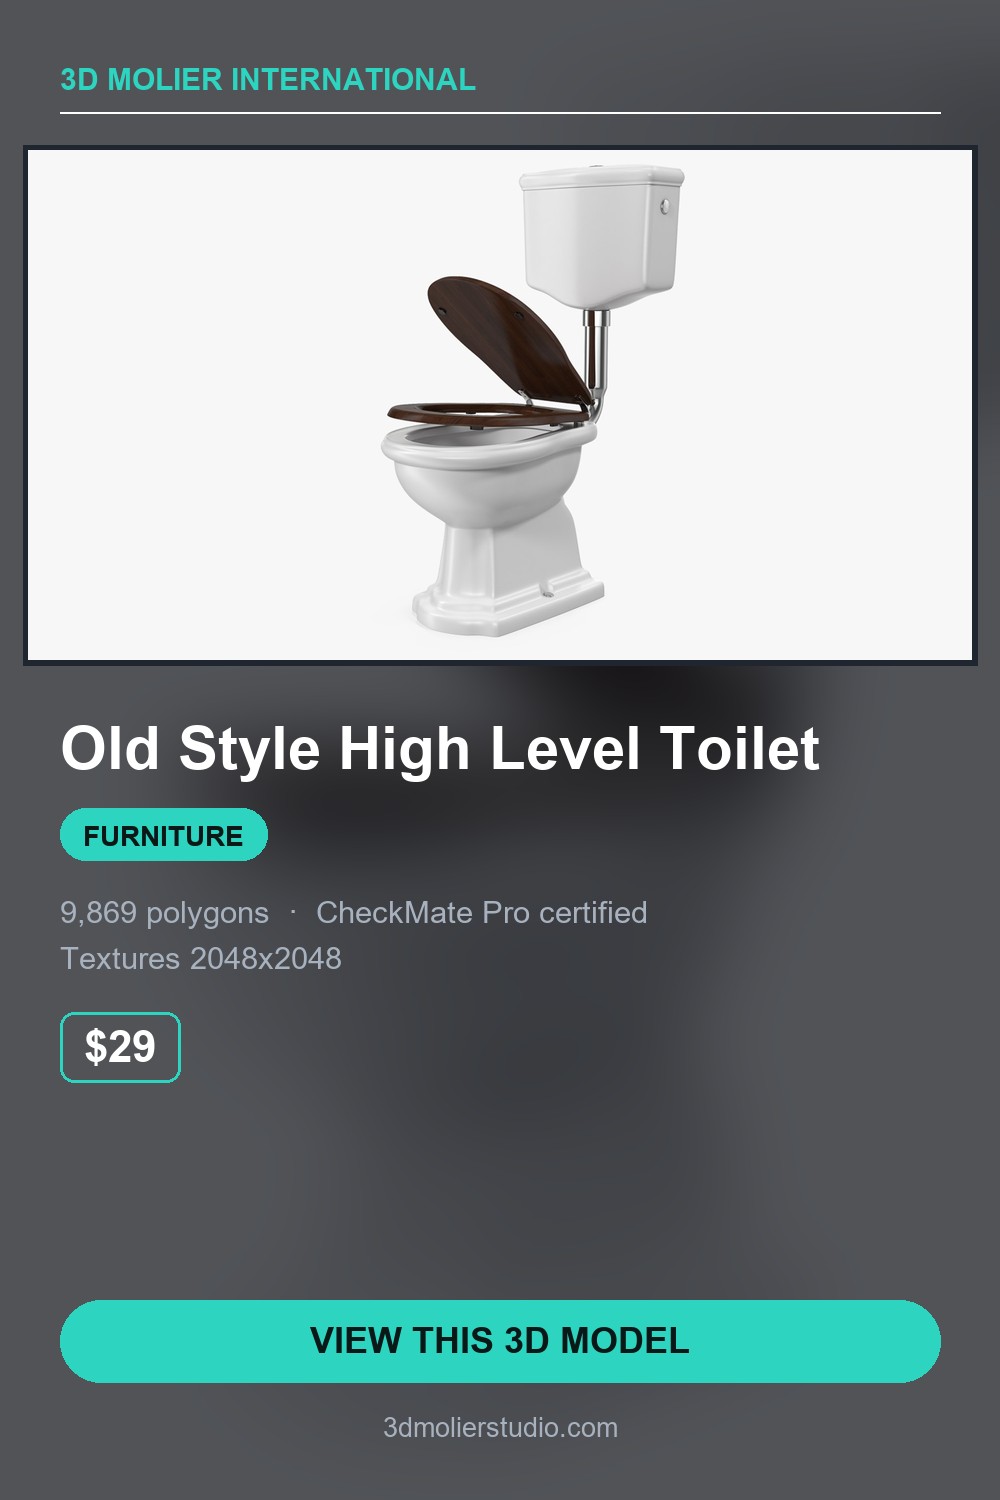 3D MOLIER INTERNATIONAL
Old Style High Level Toilet
FURNITURE
9,869 polygons · CheckMate Pro certified
Textures 2048x2048
$29
VIEW THIS 3D MODEL
3dmolierstudio.com